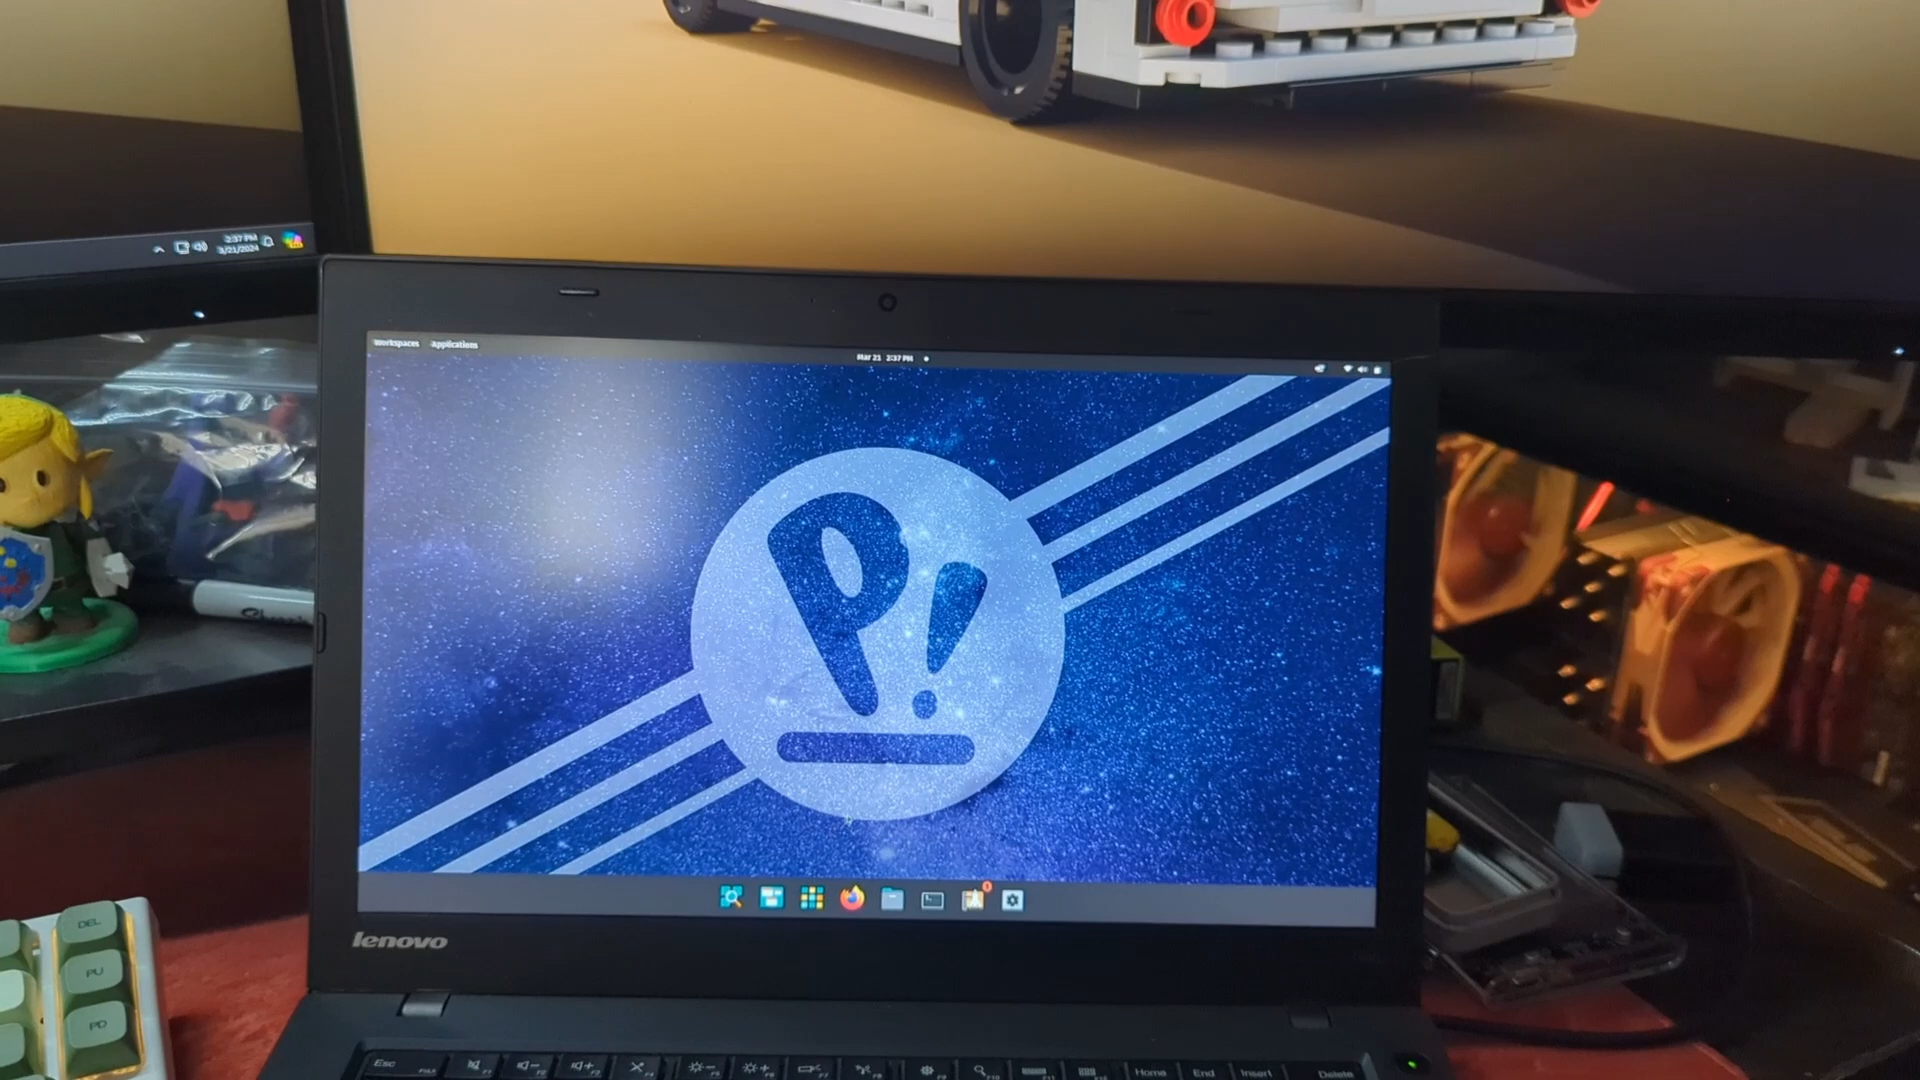 2:37 PM
3/21/2024
Workspaces Applications
Mar 21 2:37 PM
P!
lenovo
DEL
PU
PD
Esc
Home End Insert Delete